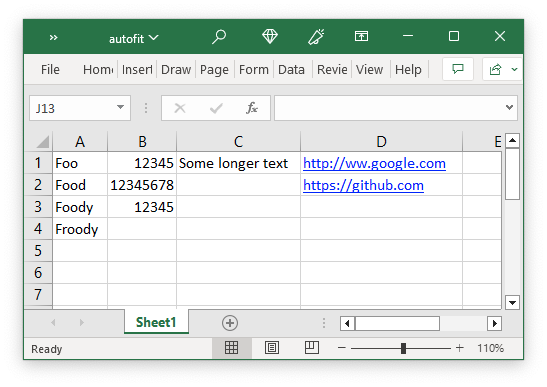 » autofit
File Home Insert Draw Page Form Data Revie View Help
J13 fx
A B C D E
1 Foo 12345 Some longer text http://ww.google.com
2 Food 12345678 https://github.com
3 Foody 12345
4 Froody
5
6
7
Sheet1
Ready 110%